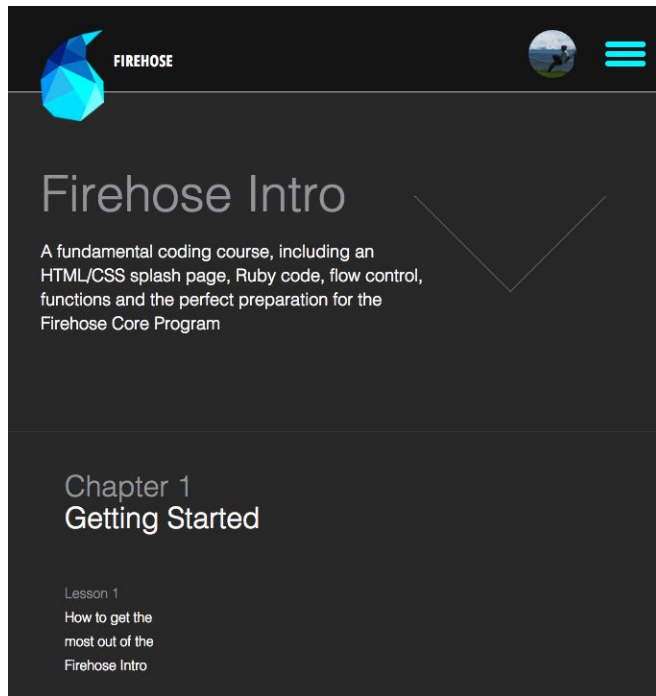 FIREHOSE
Firehose Intro
A fundamental coding course, including an
HTML/CSS splash page, Ruby code, flow control,
functions and the perfect preparation for the
Firehose Core Program
Chapter 1
Getting Started
Lesson 1
How to get the
most out of the
Firehose Intro